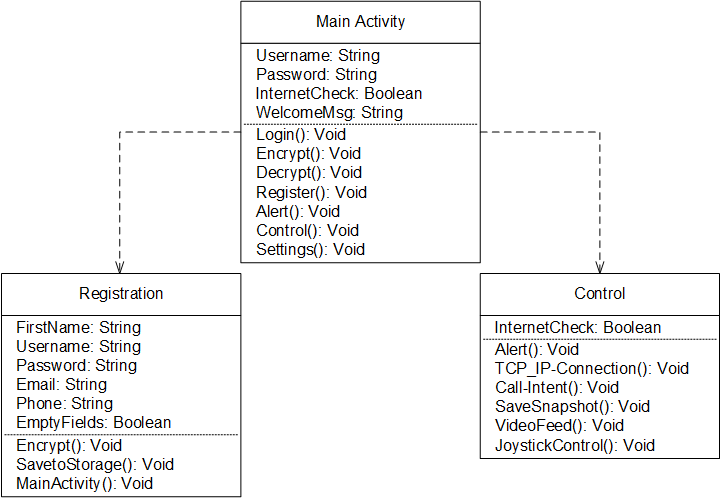 Main Activity
Username: String
Password: String
InternetCheck: Boolean
WelcomeMsg: String
Login(): Void
Encrypt(): Void
Decrypt(): Void
Register(): Void
Alert(): Void
Control(): Void
Settings(): Void
Registration
FirstName: String
Username: String
Password: String
Email: String
Phone: String
EmptyFields: Boolean
Encrypt(): Void
SavetoStorage(): Void
MainActivity(): Void
Control
InternetCheck: Boolean
Alert(): Void
TCP_IP-Connection(): Void
Call-Intent(): Void
SaveSnapshot(): Void
VideoFeed(): Void
JoystickControl(): Void